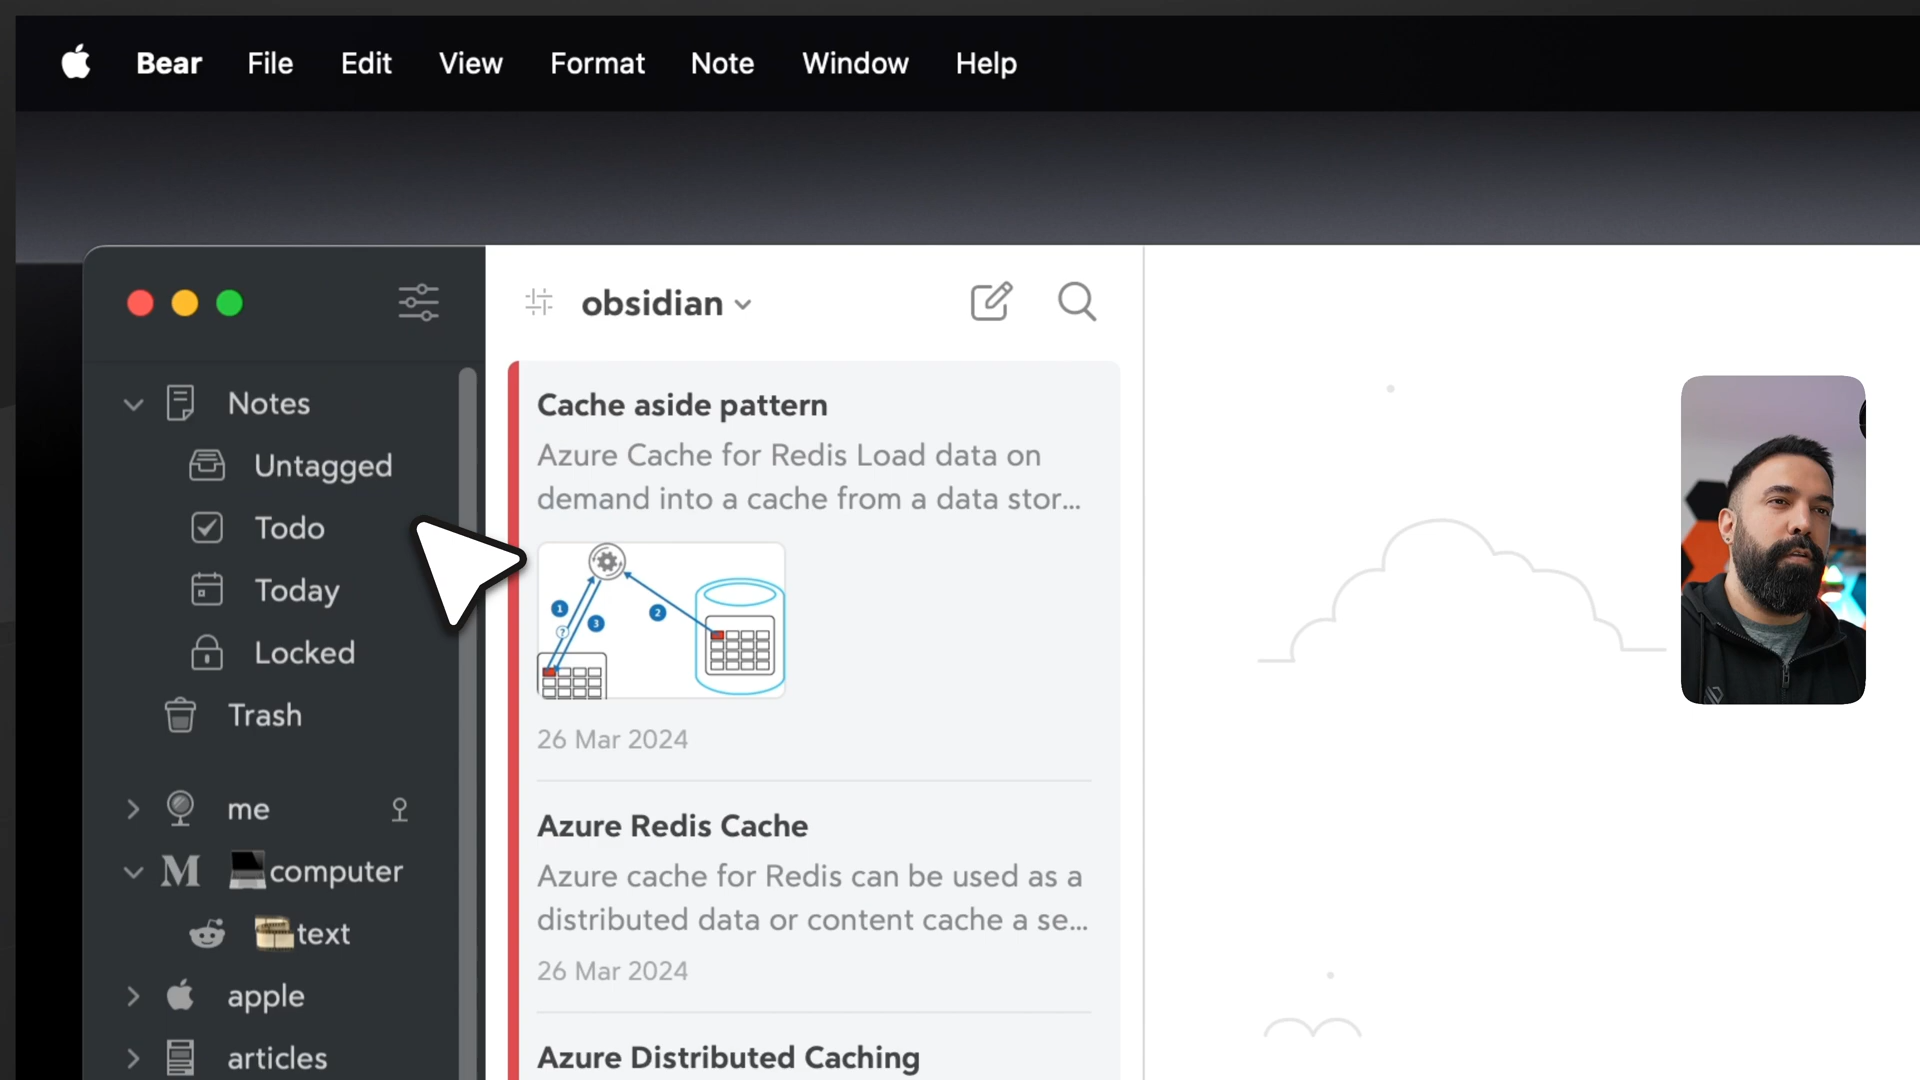 Bear File Edit View Format Note Window Help
obsidian
Notes
Untagged
Todo
Today
Locked
Trash
me
M 💻computer
text
apple
articles
Cache aside pattern
Azure Cache for Redis Load data on
demand into a cache from a data stor...
1
?
3
2
26 Mar 2024
Azure Redis Cache
Azure cache for Redis can be used as a
distributed data or content cache a se...
26 Mar 2024
Azure Distributed Caching